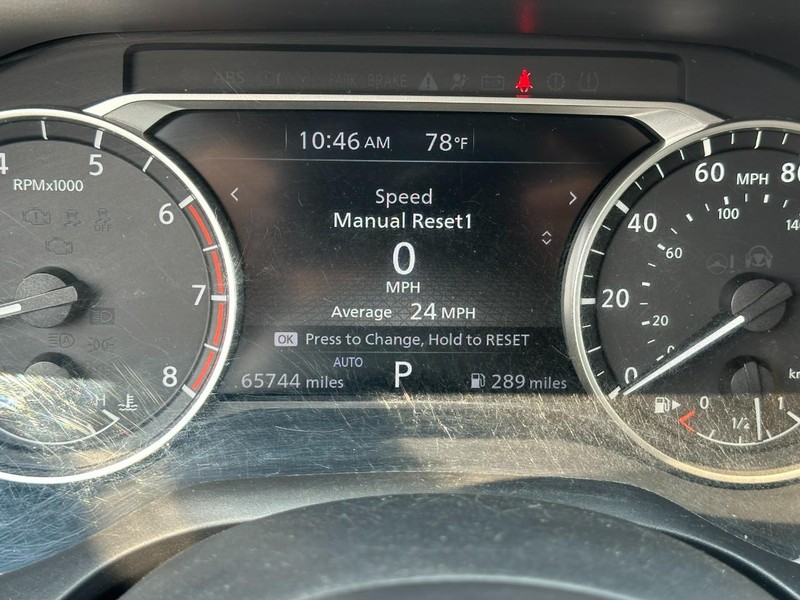 ABS
PARK BRAKE
10:46 AM 78°F
Speed
Manual Reset1
0
MPH
Average 24 MPH
OK Press to Change, Hold to RESET
AUTO
65744 miles P 289 miles
4 5 6 7 8
RPMx1000
OFF
H
0 20 40 60 80
MPH
20 60 100
0 1/2 1